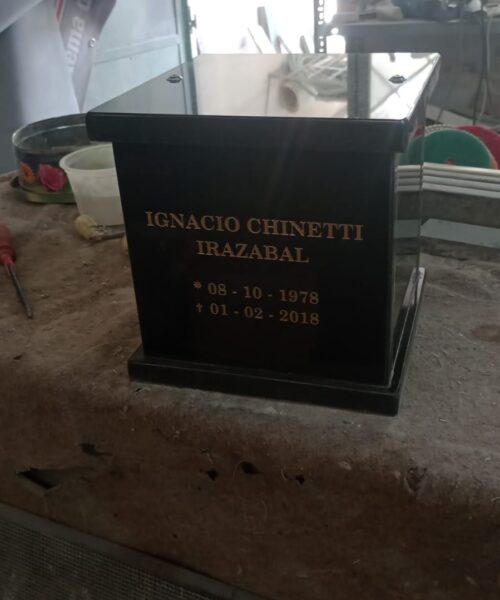 IGNACIO CHINETTI
IRAZABAL
* 08 - 10 - 1978
† 01 - 02 - 2018